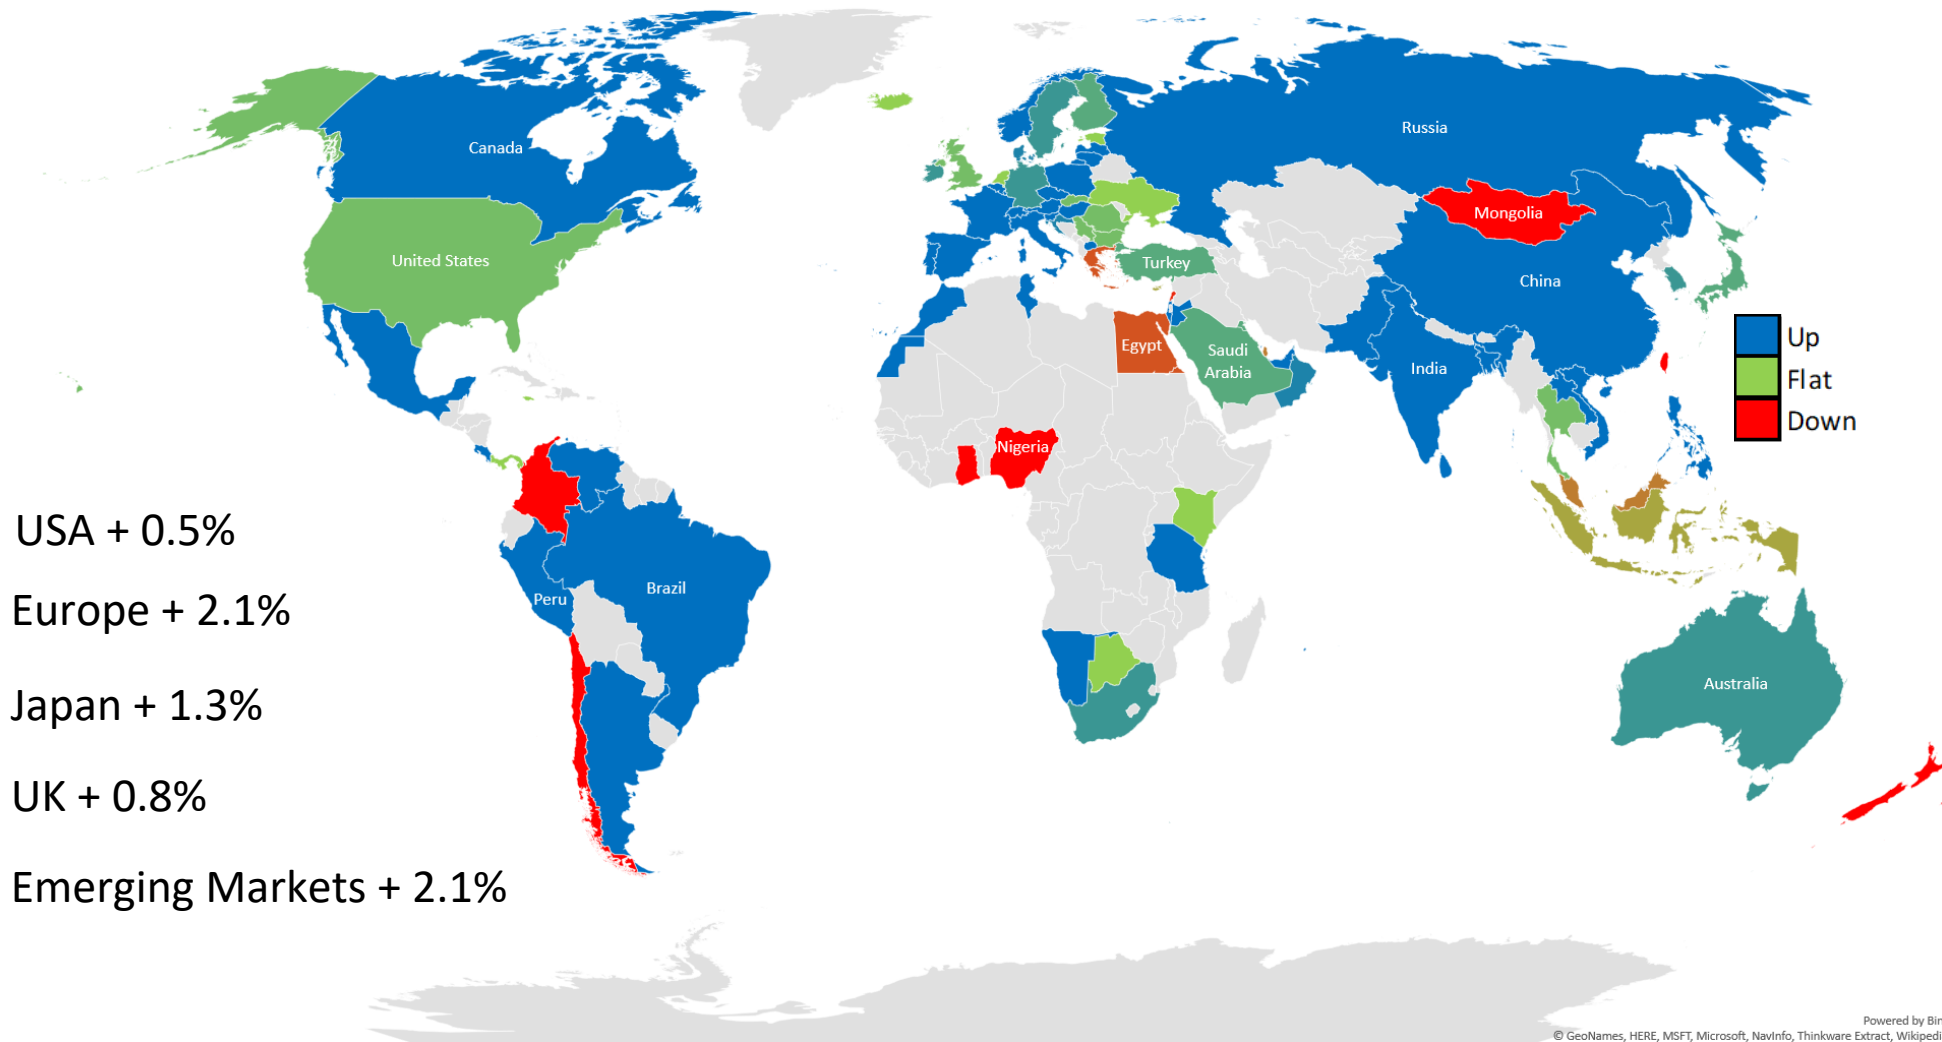 Canada
Russia
Mongolia
United States
Turkey
China
Egypt
Saudi
Arabia
India
Up
Flat
Down
Nigeria
USA + 0.5%
Europe + 2.1%
Peru
Brazil
Japan + 1.3%
Australia
UK + 0.8%
Emerging Markets + 2.1%
Powered by Bin
© GeoNames, HERE, MSFT, Microsoft, NavInfo, Thinkware Extract, Wikipedi